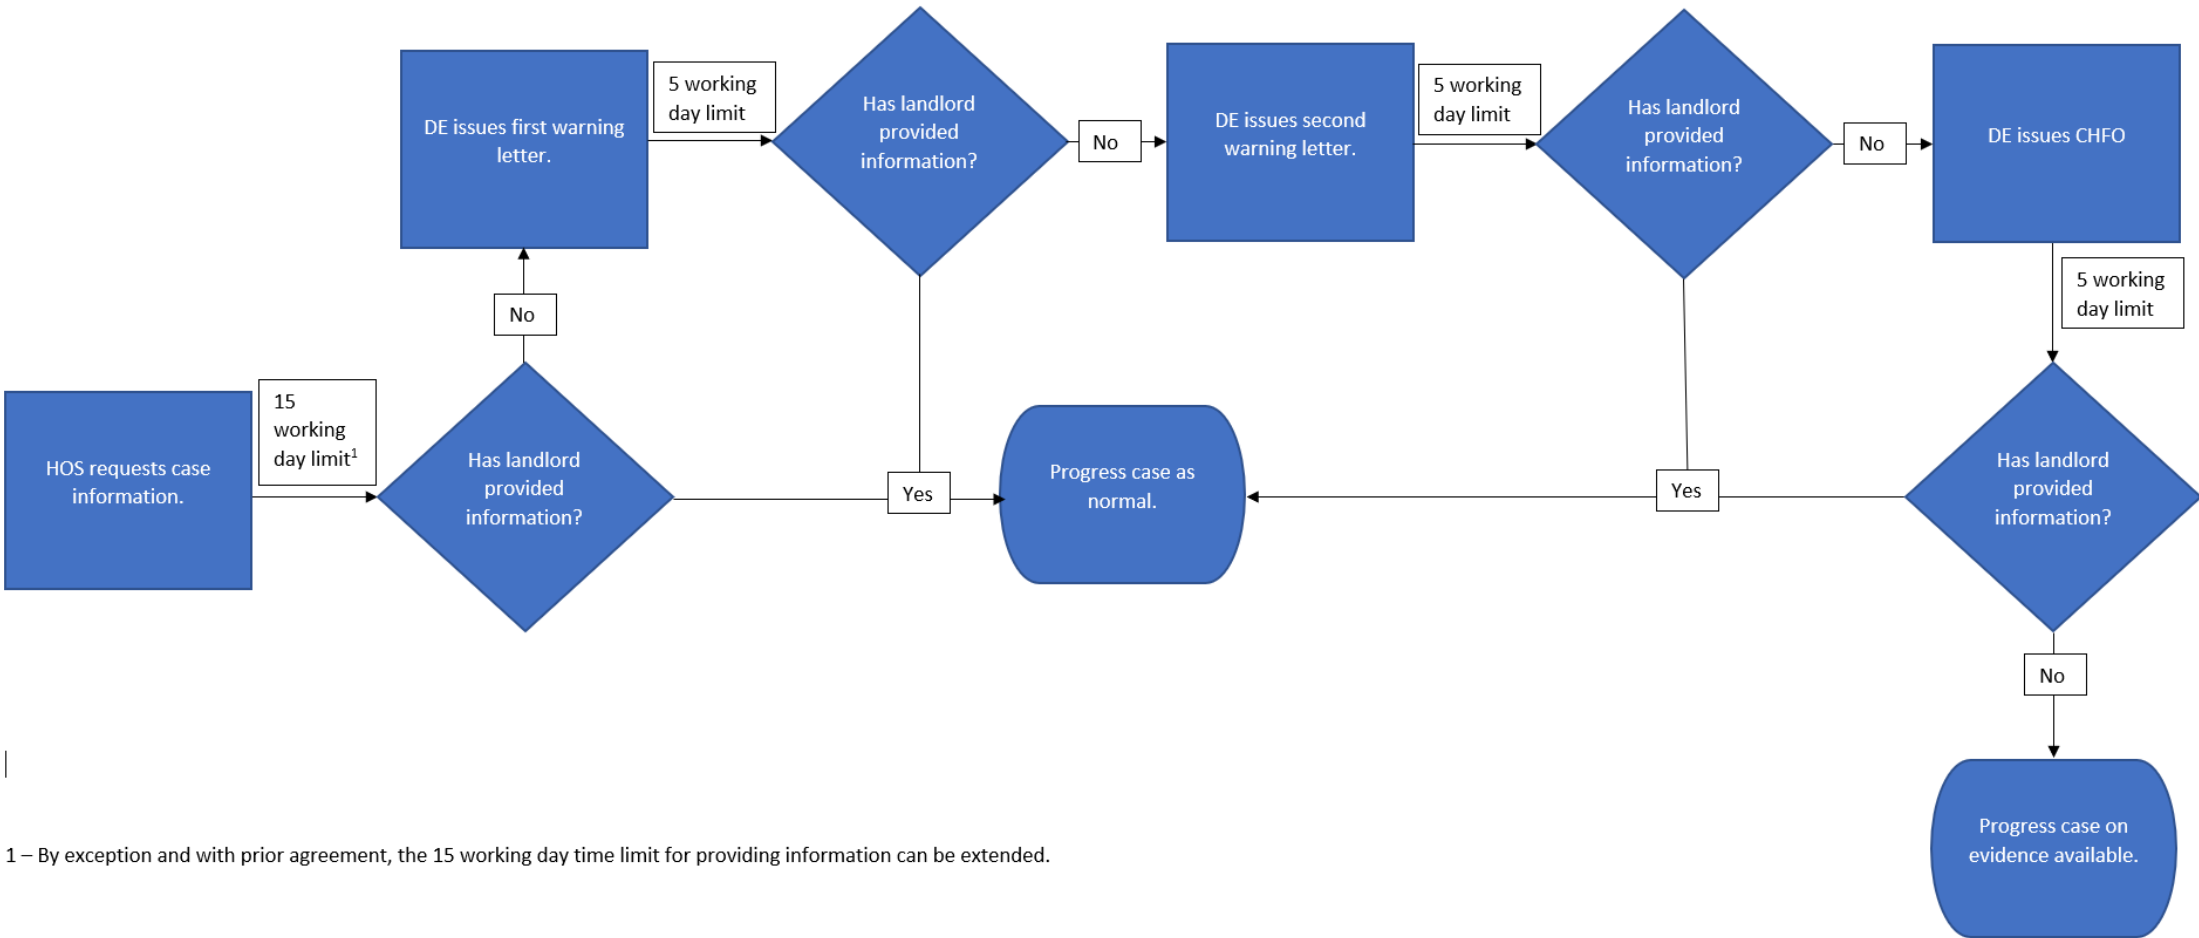 HOS requests case
information.
15
working
day limit1
Has landlord
provided
information?
No
DE issues first warning
letter.
5 working
day limit
Has landlord
provided
information?
No
DE issues second
warning letter.
5 working
day limit
Has landlord
provided
information?
No
DE issues CHFO
5 working
day limit
Has landlord
provided
information?
Yes
Progress case as
normal.
Yes
No
Progress case on
evidence available.
1 – By exception and with prior agreement, the 15 working day time limit for providing information can be extended.